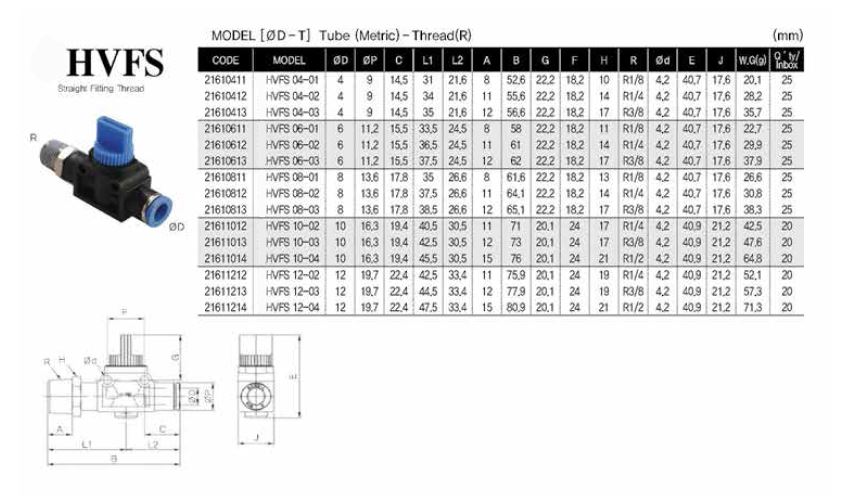 MODEL [ØD-T] Tube (Metric)-Thread(R) (mm)
HVFS
Straight Fitting Thread
CODE MODEL ØD ØP C L1 L2 A B G F H R Ød E J W.G(g) Q'ty/Inbox
21610411 HVFS 04-01 4 9 14,5 31 21,6 8 52,6 22,2 18,2 10 R1/8 4,2 40,7 17,6 20,1 25
21610412 HVFS 04-02 4 9 14,5 34 21,6 11 55,6 22,2 18,2 14 R1/4 4,2 40,7 17,6 28,2 25
21610413 HVFS 04-03 4 9 14,5 35 21,6 12 56,6 22,2 18,2 17 R3/8 4,2 40,7 17,6 35,7 25
21610611 HVFS 06-01 6 11,2 15,5 33,5 24,5 8 58 22,2 18,2 11 R1/8 4,2 40,7 17,6 22,7 25
21610612 HVFS 06-02 6 11,2 15,5 36,5 24,5 11 61 22,2 18,2 14 R1/4 4,2 40,7 17,6 29,9 25
21610613 HVFS 06-03 6 11,2 15,5 37,5 24,5 12 62 22,2 18,2 17 R3/8 4,2 40,7 17,6 37,9 25
21610811 HVFS 08-01 8 13,6 17,8 35 26,6 8 61,6 22,2 18,2 13 R1/8 4,2 40,7 17,6 26,6 25
21610812 HVFS 08-02 8 13,6 17,8 37,5 26,6 11 64,1 22,2 18,2 14 R1/4 4,2 40,7 17,6 30,8 25
21610813 HVFS 08-03 8 13,6 17,8 38,5 26,6 12 65,1 22,2 18,2 17 R3/8 4,2 40,7 17,6 38,3 25
21611012 HVFS 10-02 10 16,3 19,4 40,5 30,5 11 71 20,1 24 17 R1/4 4,2 40,9 21,2 42,5 20
21611013 HVFS 10-03 10 16,3 19,4 42,5 30,5 12 73 20,1 24 17 R3/8 4,2 40,9 21,2 47,6 20
21611014 HVFS 10-04 10 16,3 19,4 45,5 30,5 15 76 20,1 24 21 R1/2 4,2 40,9 21,2 64,8 20
21611212 HVFS 12-02 12 19,7 22,4 42,5 33,4 11 75,9 20,1 24 19 R1/4 4,2 40,9 21,2 52,1 20
21611213 HVFS 12-03 12 19,7 22,4 44,5 33,4 12 77,9 20,1 24 19 R3/8 4,2 40,9 21,2 57,3 20
21611214 HVFS 12-04 12 19,7 22,4 47,5 33,4 15 80,9 20,1 24 21 R1/2 4,2 40,9 21,2 71,3 20
R
ØD
F
R H Ød G
E
ØD ØP
A C
L1 L2 J
B